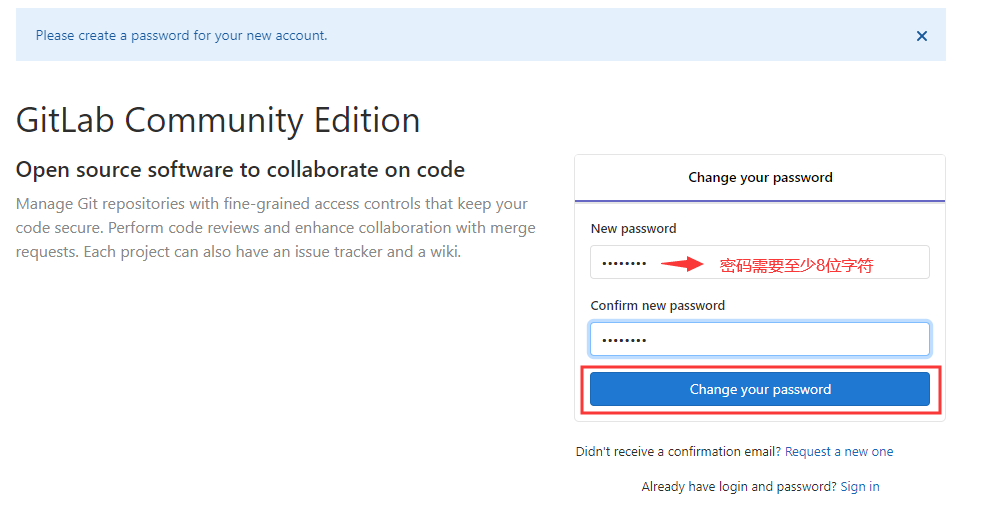 Please create a password for your new account.
GitLab Community Edition
Open source software to collaborate on code
Manage Git repositories with fine-grained access controls that keep your
code secure. Perform code reviews and enhance collaboration with merge
requests. Each project can also have an issue tracker and a wiki.
Change your password
New password
密码需要至少8位字符
Confirm new password
Change your password
Didn't receive a confirmation email? Request a new one
Already have login and password? Sign in